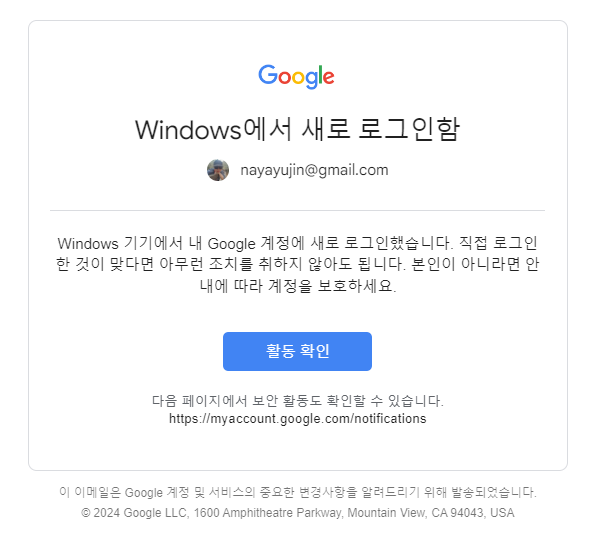 Google
Windows에서 새로 로그인함
nayayujin@gmail.com
Windows 기기에서 내 Google 계정에 새로 로그인했습니다. 직접 로그인
한 것이 맞다면 아무런 조치를 취하지 않아도 됩니다. 본인이 아니라면 안
내에 따라 계정을 보호하세요.
활동 확인
다음 페이지에서 보안 활동도 확인할 수 있습니다.
https://myaccount.google.com/notifications
이 이메일은 Google 계정 및 서비스의 중요한 변경사항을 알려드리기 위해 발송되었습니다.
© 2024 Google LLC, 1600 Amphitheatre Parkway, Mountain View, CA 94043, USA